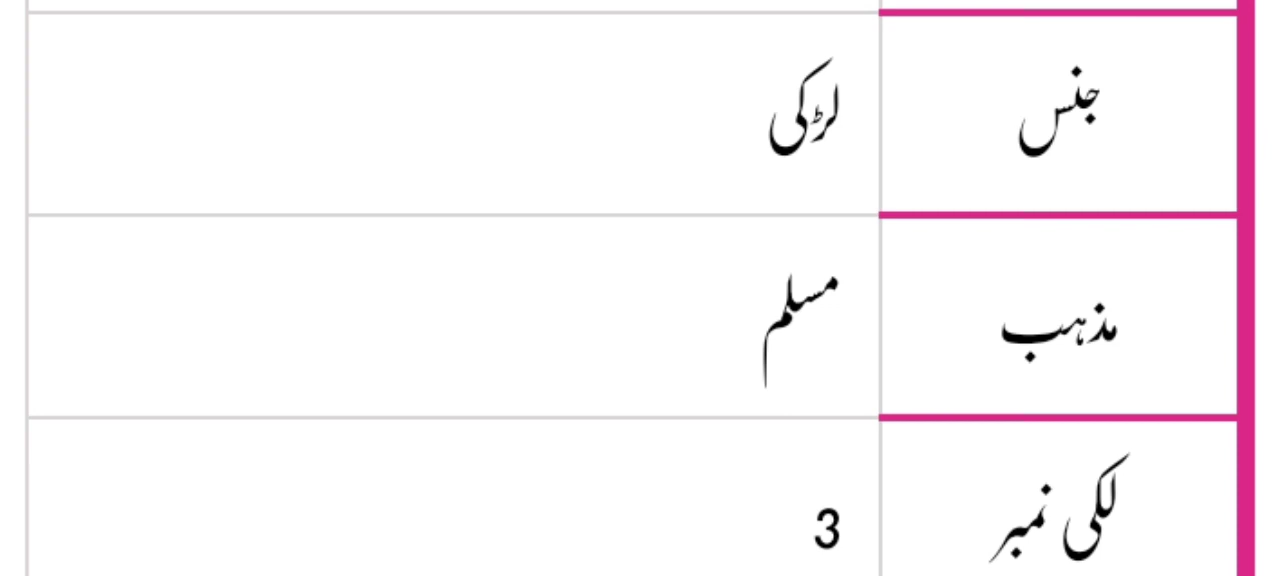 جنس لڑکی
مذہب مسلم
لکی نمبر 3